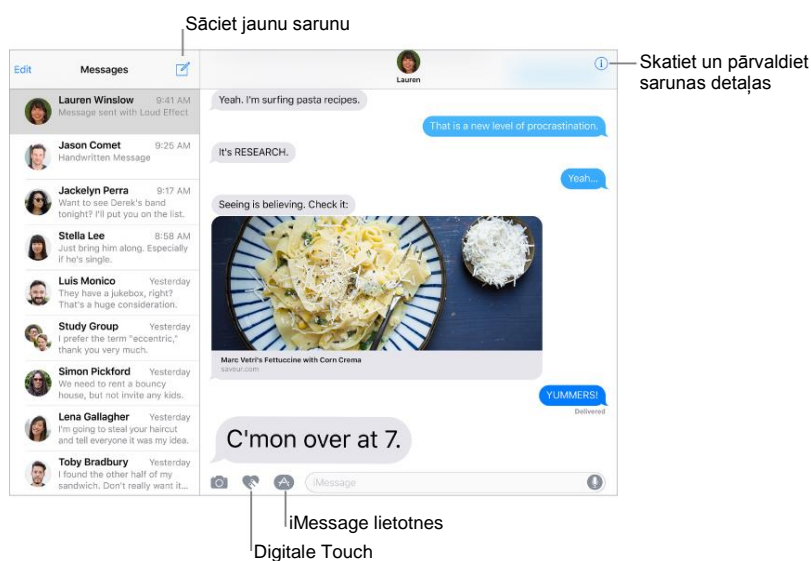 Sāciet jaunu sarunu
Edit
Messages
Lauren
Skatiet un pārvaldiet
sarunas detaļas
Lauren Winslow 9:41 AM
Message sent with Loud Effect
Jason Comet 9:25 AM
Handwritten Message
Jackelyn Perra 9:17 AM
Want to see Derek's band
tonight? I'll put you on the list.
Stella Lee 8:58 AM
Just bring him along. Especially
if he's single.
Luis Monico Yesterday
They have a jukebox, right?
That's a huge consideration.
Study Group Yesterday
I prefer the term "eccentric,"
thank you very much.
Simon Pickford Yesterday
We need to rent a bouncy
house, but not invite any kids.
Lena Gallagher Yesterday
I'm going to steal your haircut
and tell everyone it was my idea.
Toby Bradbury Yesterday
I found the other half of my
sandwich. Don't really want it...
Yeah. I'm surfing pasta recipes.
That is a new level of procrastination.
It's RESEARCH.
Yeah...
Seeing is believing. Check it:
Marc Vetri's Fettuccine with Corn Crema
saveur.com
YUMMERS!
Delivered
C'mon over at 7.
iMessage
iMessage lietotnes
Digitale Touch